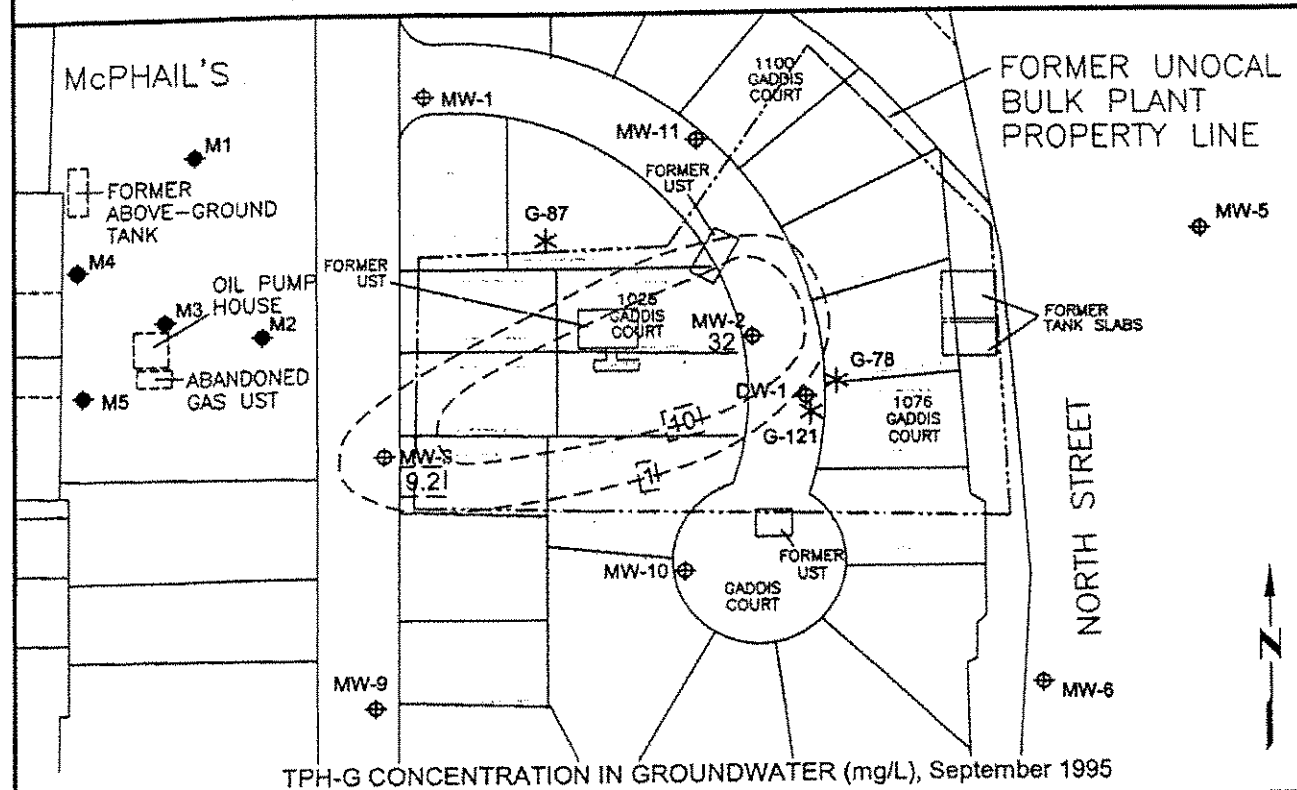 McPHAIL'S
M1
FORMER
ABOVE-GROUND
TANK
M4
OIL PUMP
HOUSE
M3
M2
ABANDONED
GAS UST
M5
MW-1
MW-11
FORMER
UST
1100
GADDIS
COURT
FORMER UNOCAL
BULK PLANT
PROPERTY LINE
G-87
MW-5
FORMER
UST
1025
GADDIS
COURT
MW-2
32
FORMER
TANK SLABS
G-78
DW-1
1076
GADDIS
COURT
G-121
10
1
9.2
NORTH STREET
FORMER
UST
MW-10
GADDIS
COURT
MW-9
MW-6
N
TPH-G CONCENTRATION IN GROUNDWATER (mg/L), September 1995